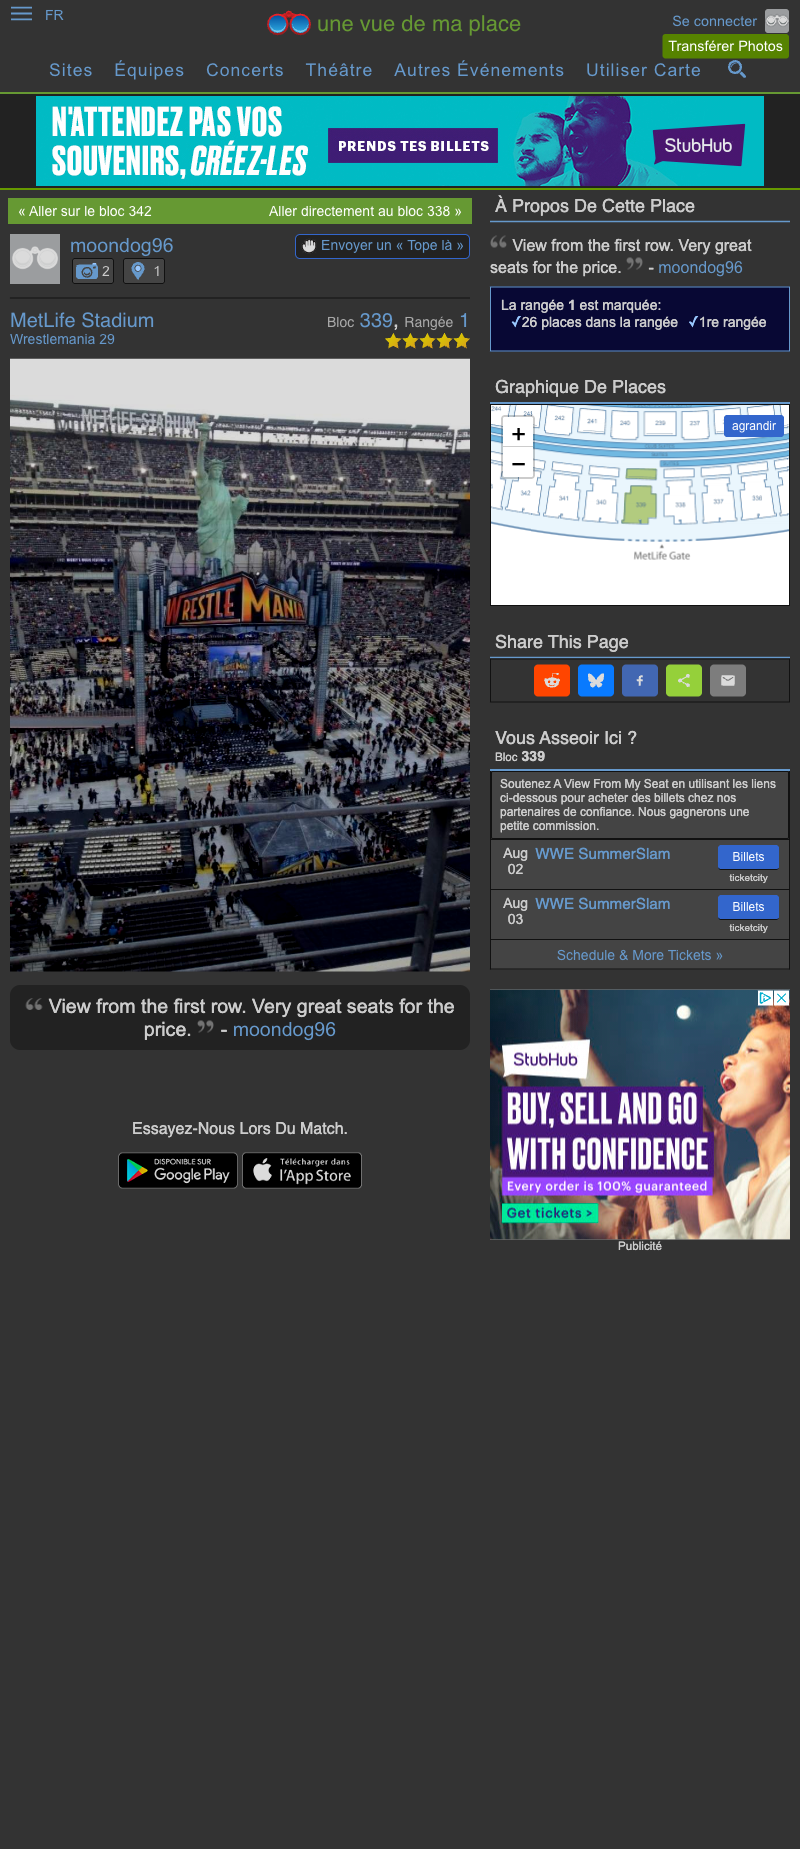 FR
une vue de ma place
Se connecter
Transférer Photos
Sites Équipes Concerts Théâtre Autres Événements Utiliser Carte
N'ATTENDEZ PAS VOS
SOUVENIRS, CRÉEZ-LES
PRENDS TES BILLETS
StubHub
« Aller sur le bloc 342
Aller directement au bloc 338 »
moondog96
2
1
Envoyer un « Tope là »
MetLife Stadium
Bloc 339, Rangée 1
Wrestlemania 29
METLIFE STADIUM
WRESTLE MANIA
“ View from the first row. Very great seats for the
price. ” - moondog96
Essayez-Nous Lors Du Match.
DISPONIBLE SUR
Google Play
Télécharger dans
l'App Store
À Propos De Cette Place
“ View from the first row. Very great
seats for the price. ” - moondog96
La rangée 1 est marquée:
✓26 places dans la rangée ✓1re rangée
Graphique De Places
+
−
agrandir
244
241
242
241
240
239
237
342
341
340
339
338
337
336
MetLife Gate
Share This Page
Vous Asseoir Ici ?
Bloc 339
Soutenez A View From My Seat en utilisant les liens
ci-dessous pour acheter des billets chez nos
partenaires de confiance. Nous gagnerons une
petite commission.
Aug
02
WWE SummerSlam
Billets
ticketcity
Aug
03
WWE SummerSlam
Billets
ticketcity
Schedule & More Tickets »
StubHub
BUY, SELL AND GO
WITH CONFIDENCE
Every order is 100% guaranteed
Get tickets >
Publicité